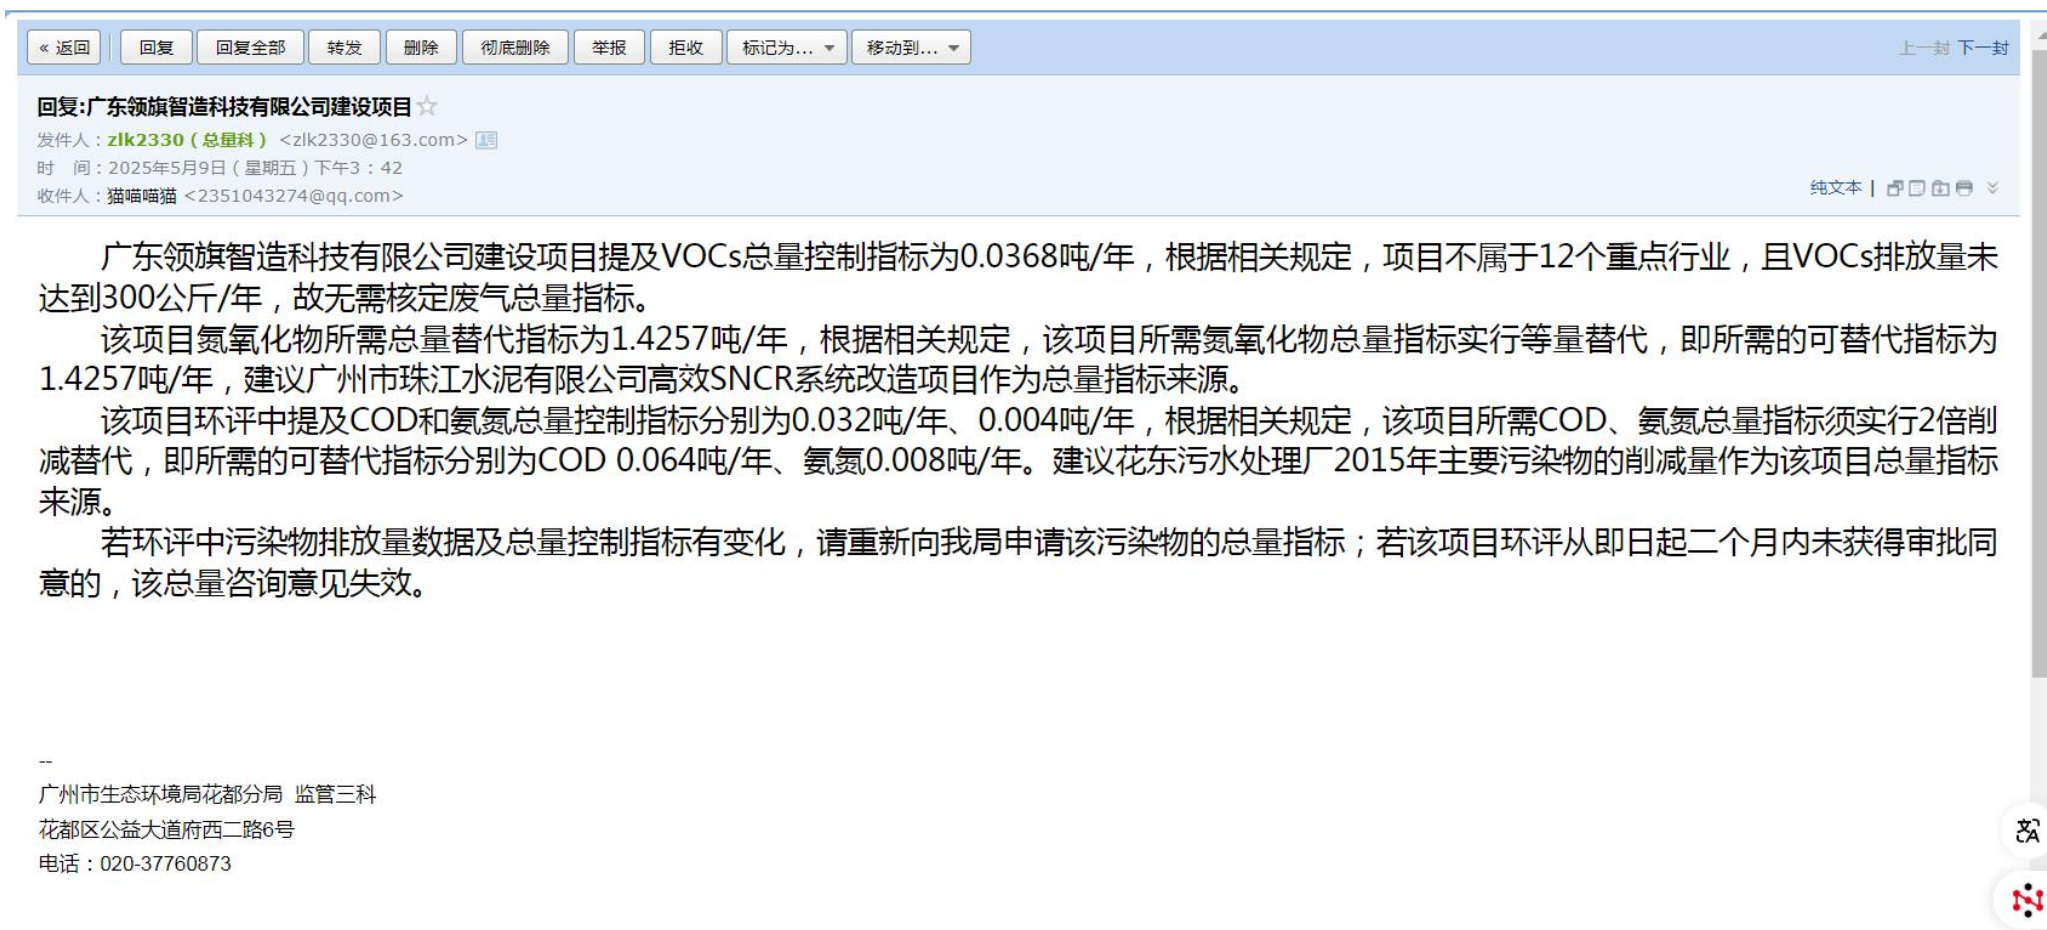 « 返回 回复 回复全部 转发 删除 彻底删除 举报 拒收 标记为... 移动到... 上一封 下一封
回复:广东领旗智造科技有限公司建设项目
发件人：zlk2330（总量科） <zlk2330@163.com>
时 间：2025年5月9日（星期五）下午3：42
收件人：猫喵喵猫 <2351043274@qq.com>
纯文本 |
广东领旗智造科技有限公司建设项目提及VOCs总量控制指标为0.0368吨/年，根据相关规定，项目不属于12个重点行业，且VOCs排放量未
达到300公斤/年，故无需核定废气总量指标。
该项目氮氧化物所需总量替代指标为1.4257吨/年，根据相关规定，该项目所需氮氧化物总量指标实行等量替代，即所需的可替代指标为
1.4257吨/年，建议广州市珠江水泥有限公司高效SNCR系统改造项目作为总量指标来源。
该项目环评中提及COD和氨氮总量控制指标分别为0.032吨/年、0.004吨/年，根据相关规定，该项目所需COD、氨氮总量指标须实行2倍削
减替代，即所需的可替代指标分别为COD 0.064吨/年、氨氮0.008吨/年。建议花东污水处理厂2015年主要污染物的削减量作为该项目总量指标
来源。
若环评中污染物排放量数据及总量控制指标有变化，请重新向我局申请该污染物的总量指标；若该项目环评从即日起二个月内未获得审批同
意的，该总量咨询意见失效。
--
广州市生态环境局花都分局 监管三科
花都区公益大道府西二路6号
电话：020-37760873